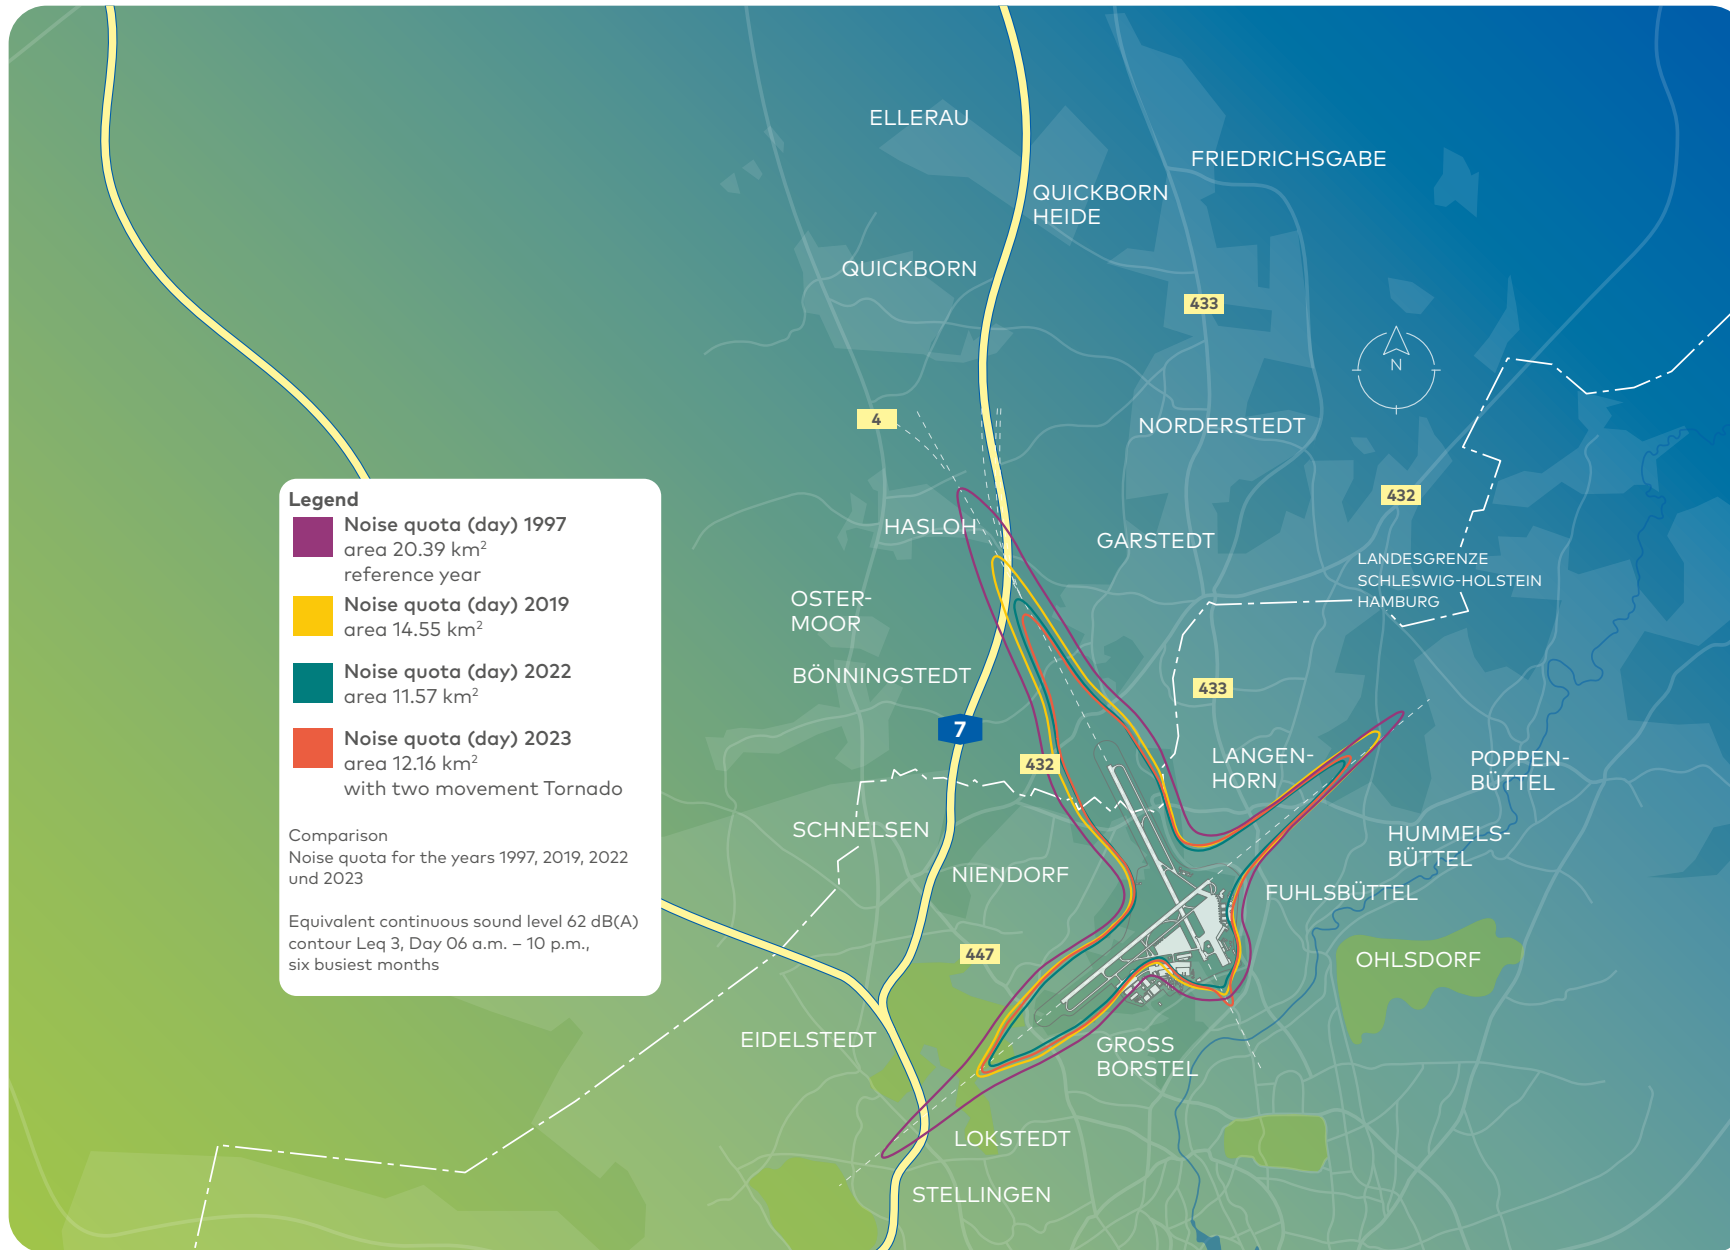 ELLERAU
FRIEDRICHSGABE
QUICKBORN
HEIDE
QUICKBORN
433
N
4
NORDERSTEDT
432
HASLOH
GARSTEDT
LANDESGRENZE
SCHLESWIG-HOLSTEIN
HAMBURG
OSTER-
MOOR
BÖNNINGSTEDT
433
7
432
LANGEN-
HORN
POPPEN-
BÜTTEL
SCHNELSEN
HUMMELS-
BÜTTEL
NIENDORF
FUHLSBÜTTEL
447
OHLSDORF
EIDELSTEDT
GROSS
BORSTEL
LOKSTEDT
STELLINGEN
Legend
Noise quota (day) 1997
area 20.39 km²
reference year
Noise quota (day) 2019
area 14.55 km²
Noise quota (day) 2022
area 11.57 km²
Noise quota (day) 2023
area 12.16 km²
with two movement Tornado
Comparison
Noise quota for the years 1997, 2019, 2022
und 2023
Equivalent continuous sound level 62 dB(A)
contour Leq 3, Day 06 a.m. – 10 p.m.,
six busiest months